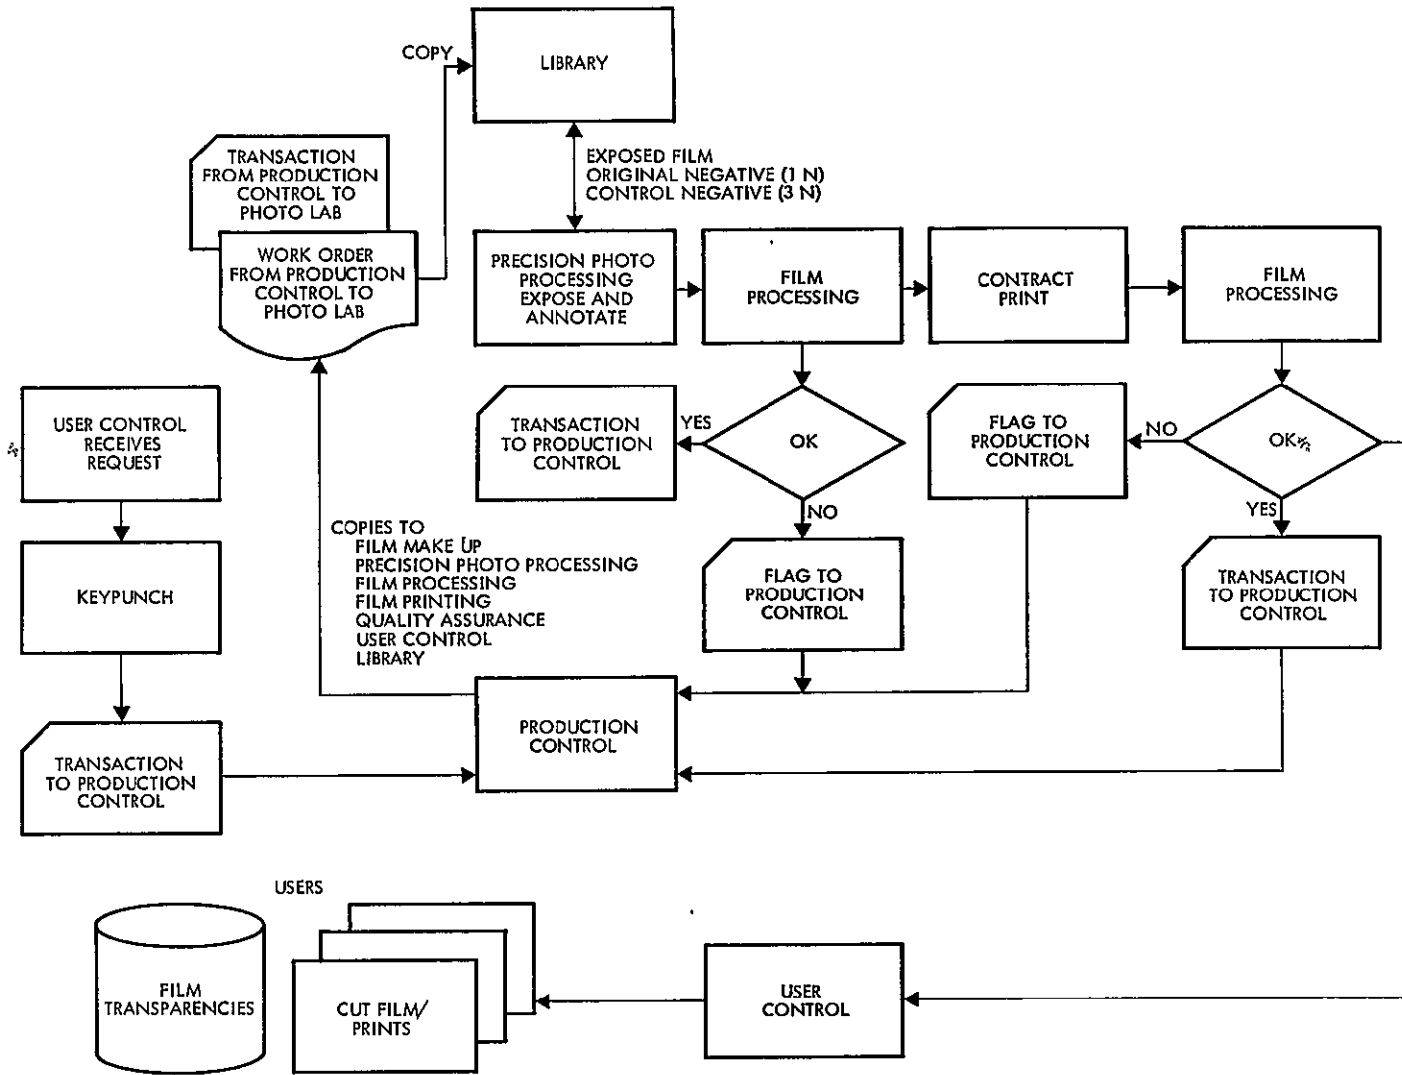 COPY
LIBRARY
TRANSACTION
FROM PRODUCTION
CONTROL TO
PHOTO LAB
EXPOSED FILM
ORIGINAL NEGATIVE (1 N)
CONTROL NEGATIVE (3 N)
WORK ORDER
FROM PRODUCTION
CONTROL TO
PHOTO LAB
PRECISION PHOTO
PROCESSING
EXPOSE AND
ANNOTATE
FILM
PROCESSING
CONTRACT
PRINT
FILM
PROCESSING
USER CONTROL
RECEIVES
REQUEST
TRANSACTION
TO PRODUCTION
CONTROL
YES
OK
FLAG TO
PRODUCTION
CONTROL
NO
OK
NO
YES
COPIES TO
FILM MAKE UP
PRECISION PHOTO PROCESSING
FILM PROCESSING
FILM PRINTING
QUALITY ASSURANCE
USER CONTROL
LIBRARY
KEYPUNCH
FLAG TO
PRODUCTION
CONTROL
TRANSACTION
TO PRODUCTION
CONTROL
PRODUCTION
CONTROL
TRANSACTION
TO PRODUCTION
CONTROL
USERS
FILM
TRANSPARENCIES
CUT FILM/
PRINTS
USER
CONTROL